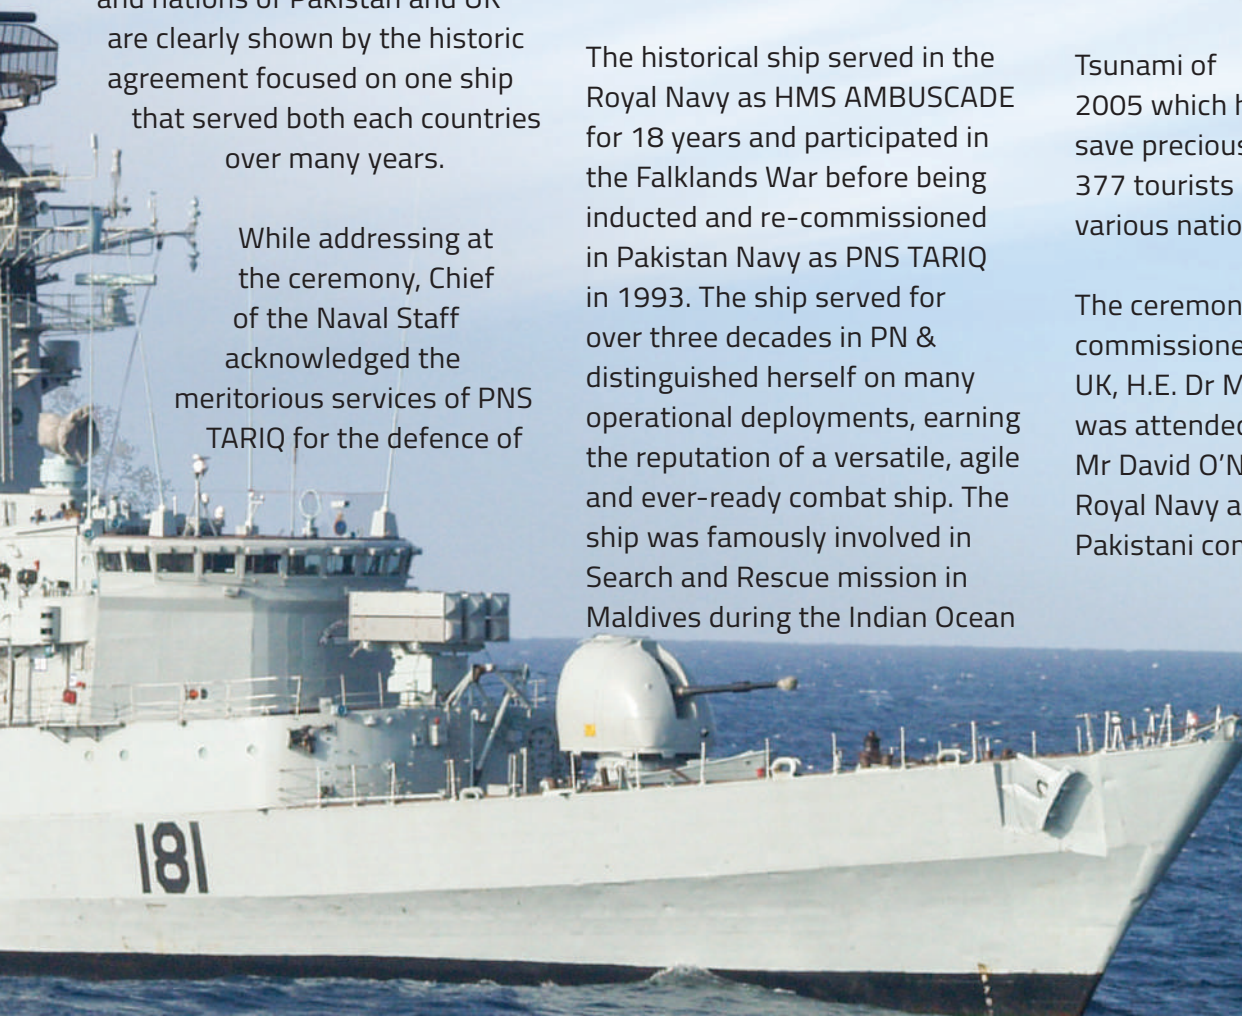 and nations of Pakistan and UK
are clearly shown by the historic
agreement focused on one ship
that served both each countries
over many years.
While addressing at
the ceremony, Chief
of the Naval Staff
acknowledged the
meritorious services of PNS
TARIQ for the defence of
The historical ship served in the
Royal Navy as HMS AMBUSCADE
for 18 years and participated in
the Falklands War before being
inducted and re-commissioned
in Pakistan Navy as PNS TARIQ
in 1993. The ship served for
over three decades in PN &
distinguished herself on many
operational deployments, earning
the reputation of a versatile, agile
and ever-ready combat ship. The
ship was famously involved in
Search and Rescue mission in
Maldives during the Indian Ocean
Tsunami of
2005 which
save
377 tourists
various
The
UK, H.E. Dr
was
Mr David
Royal Navy
Pakistani
181